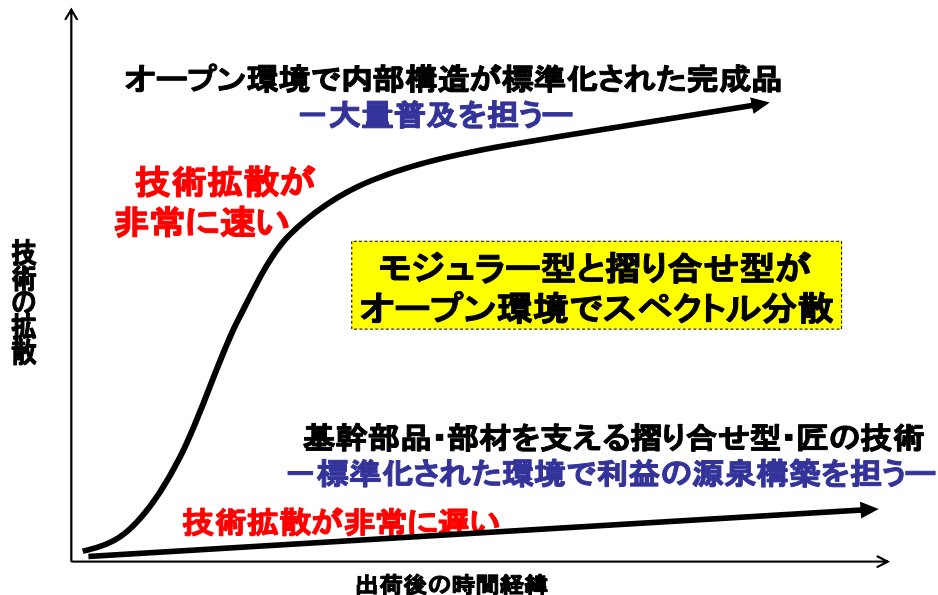 オープン環境で内部構造が標準化された完成品
ー大量普及を担うー
技術拡散が
非常に速い
技術の拡散
モジュラー型と摺り合せ型が
オープン環境でスペクトル分散
基幹部品・部材を支える摺り合せ型・匠の技術
ー標準化された環境で利益の源泉構築を担うー
技術拡散が非常に遅い
出荷後の時間経緯